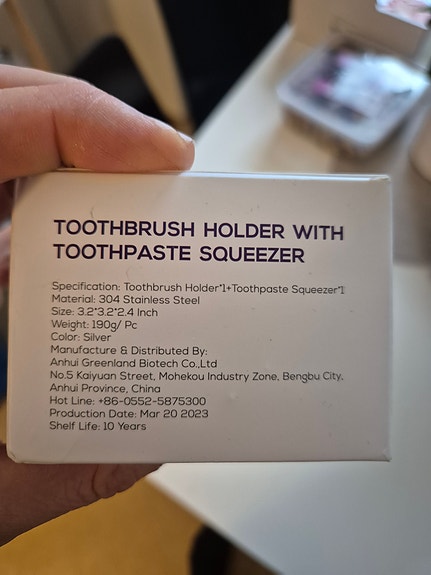 TOOTHBRUSH HOLDER WITH
TOOTHPASTE SQUEEZER
Specification: Toothbrush Holder*1+Toothpaste Squeezer*1
Material: 304 Stainless Steel
Size: 3.2*3.2*2.4 Inch
Weight: 190g/ Pc
Color: Silver
Manufacture & Distributed By:
Anhui Greenland Biotech Co.,Ltd
No.5 Kaiyuan Street, Mohekou Industry Zone, Bengbu City,
Anhui Province, China
Hot Line: +86-0552-5875300
Production Date: Mar 20 2023
Shelf Life: 10 Years